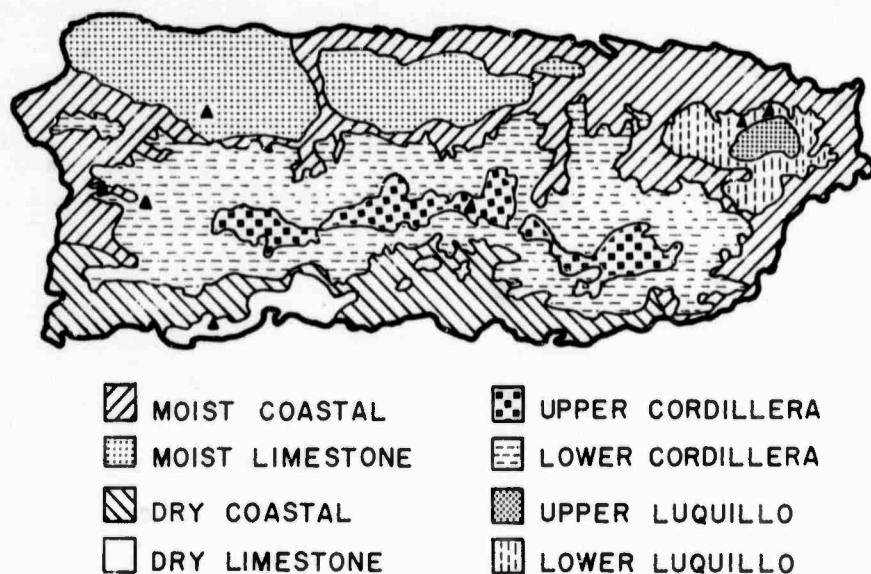 MOIST COASTAL
MOIST LIMESTONE
DRY COASTAL
DRY LIMESTONE
UPPER CORDILLERA
LOWER CORDILLERA
UPPER LUQUILLO
LOWER LUQUILLO